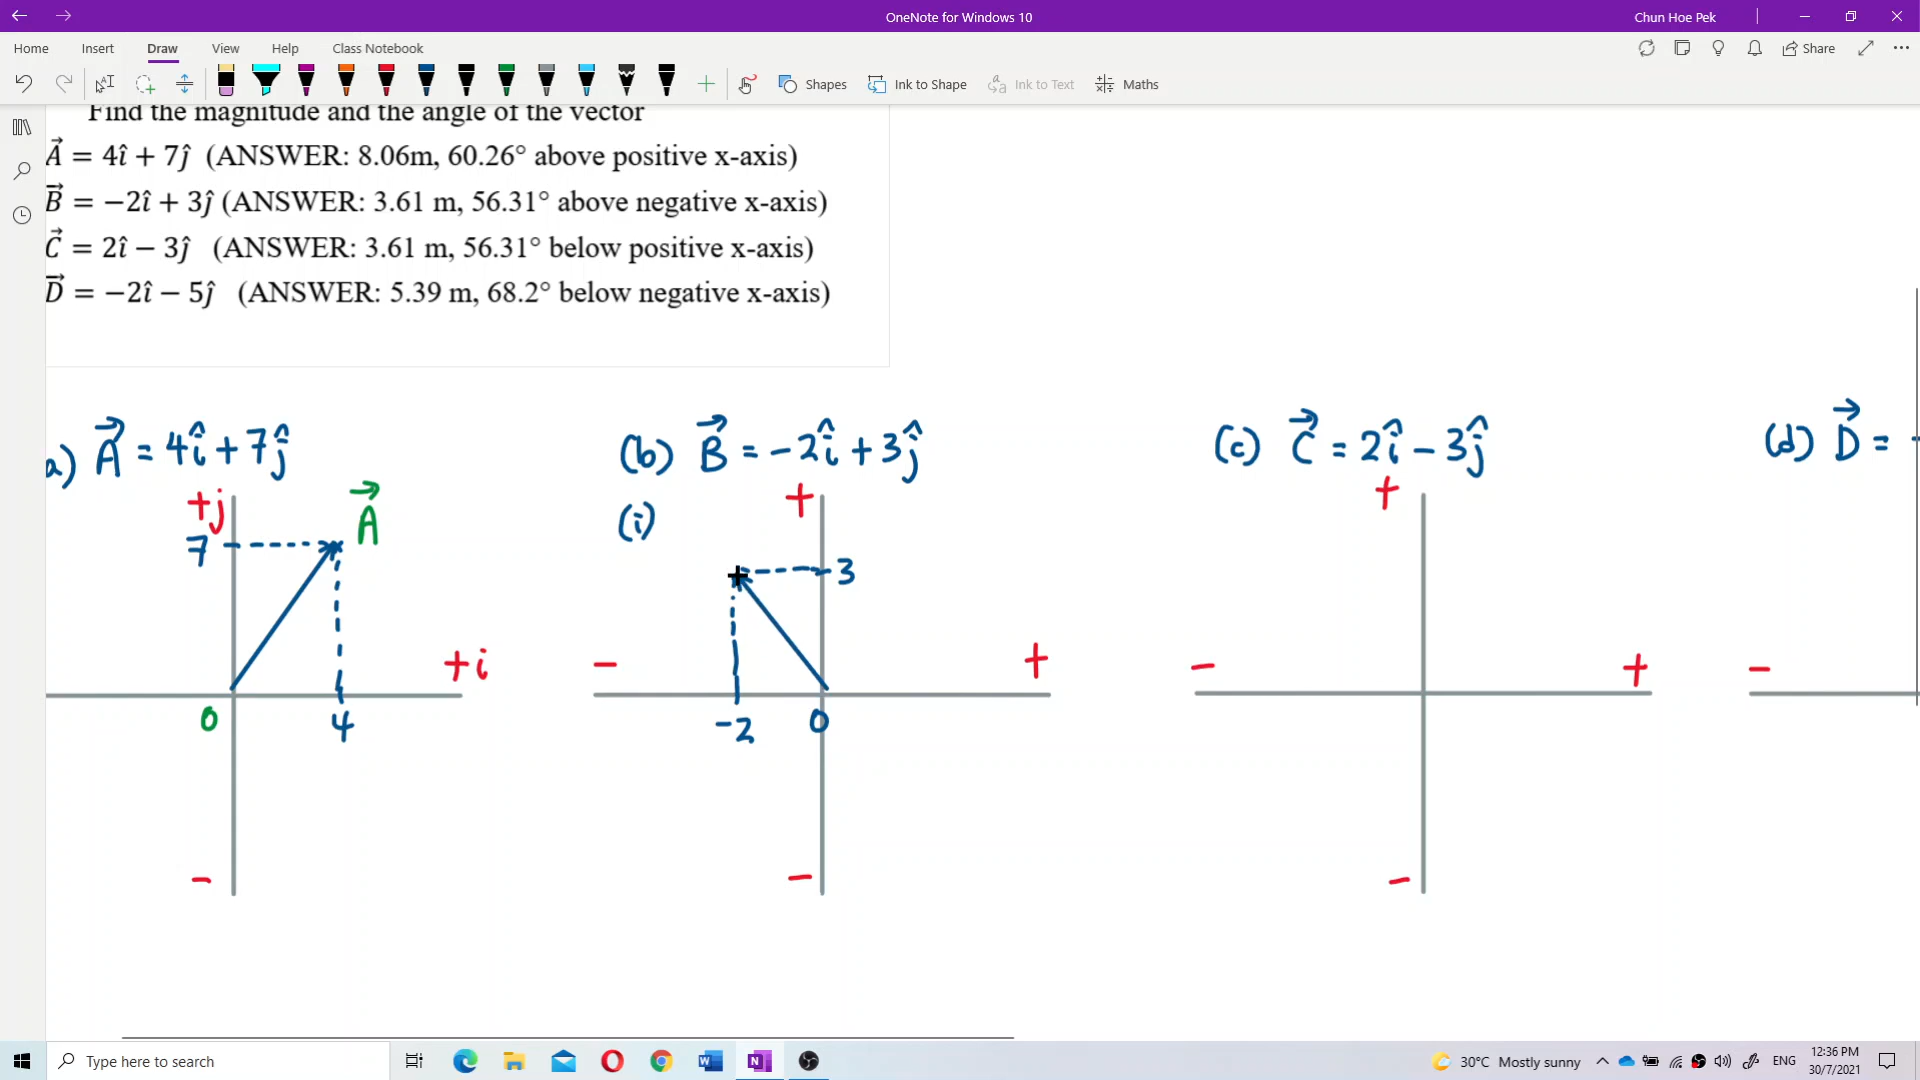 OneNote for Windows 10
Chun Hoe Pek
Home Insert Draw View Help Class Notebook
Share
Shapes Ink to Shape Ink to Text Maths
Find the magnitude and the angle of the vector
A⃗ = 4î + 7ĵ (ANSWER: 8.06m, 60.26° above positive x-axis)
B⃗ = −2î + 3ĵ (ANSWER: 3.61 m, 56.31° above negative x-axis)
C⃗ = 2î − 3ĵ (ANSWER: 3.61 m, 56.31° below positive x-axis)
D⃗ = −2î − 5ĵ (ANSWER: 5.39 m, 68.2° below negative x-axis)
a) A⃗ = 4î + 7ĵ
+j
A⃗
7
+i
0
4
-
(b) B⃗ = -2î + 3ĵ
(i)
+
3
-
+
-2
0
-
(c) C⃗ = 2î - 3ĵ
+
-
+
-
(d) D⃗ = -
-
Type here to search
30°C Mostly sunny
ENG
12:36 PM
30/7/2021